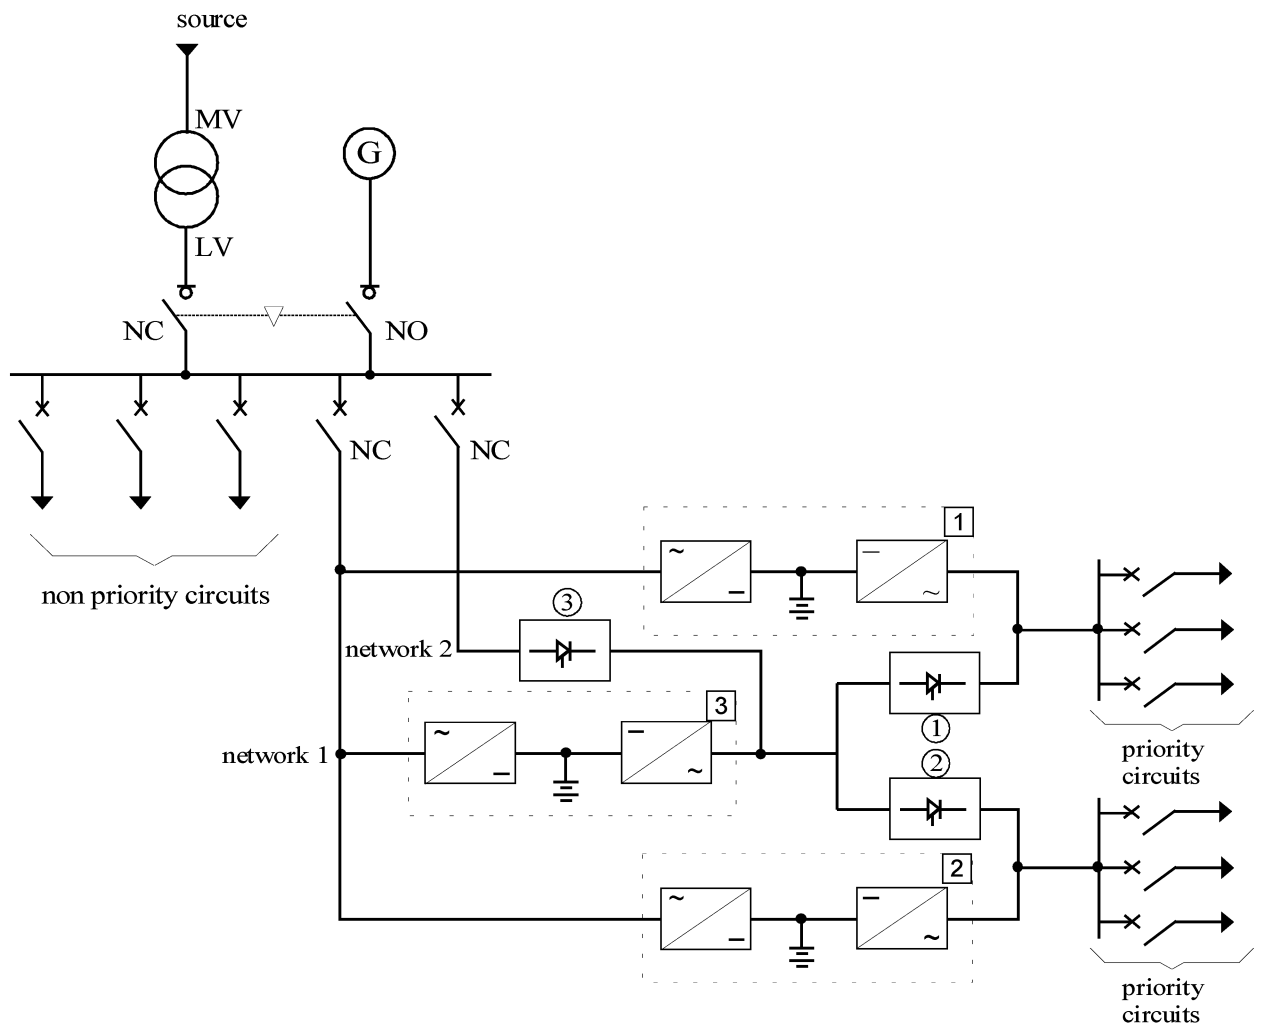 source
MV
G
LV
NC
NO
NC
NC
1
~
–
–
~
non priority circuits
3
network 2
3
~
–
–
~
1
network 1
priority
circuits
2
2
~
–
–
~
priority
circuits